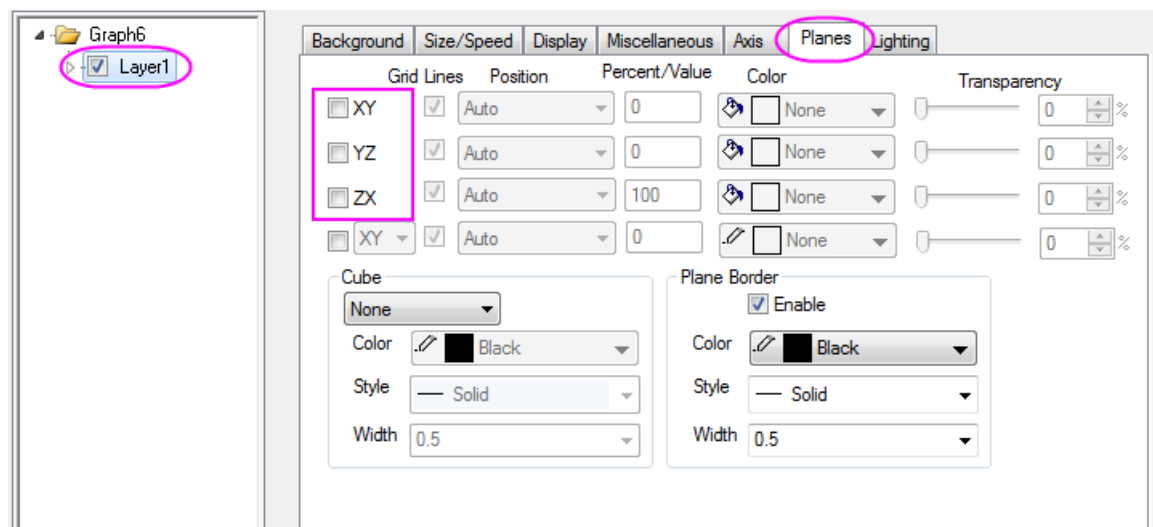 Graph6
Layer1
Background Size/Speed Display Miscellaneous Axis Planes Lighting
Grid Lines Position Percent/Value Color Transparency
XY Auto 0 None 0 %
YZ Auto 0 None 0 %
ZX Auto 100 None 0 %
XY Auto 0 None 0 %
Cube Plane Border
None Enable
Color Black Color Black
Style Solid Style Solid
Width 0.5 Width 0.5